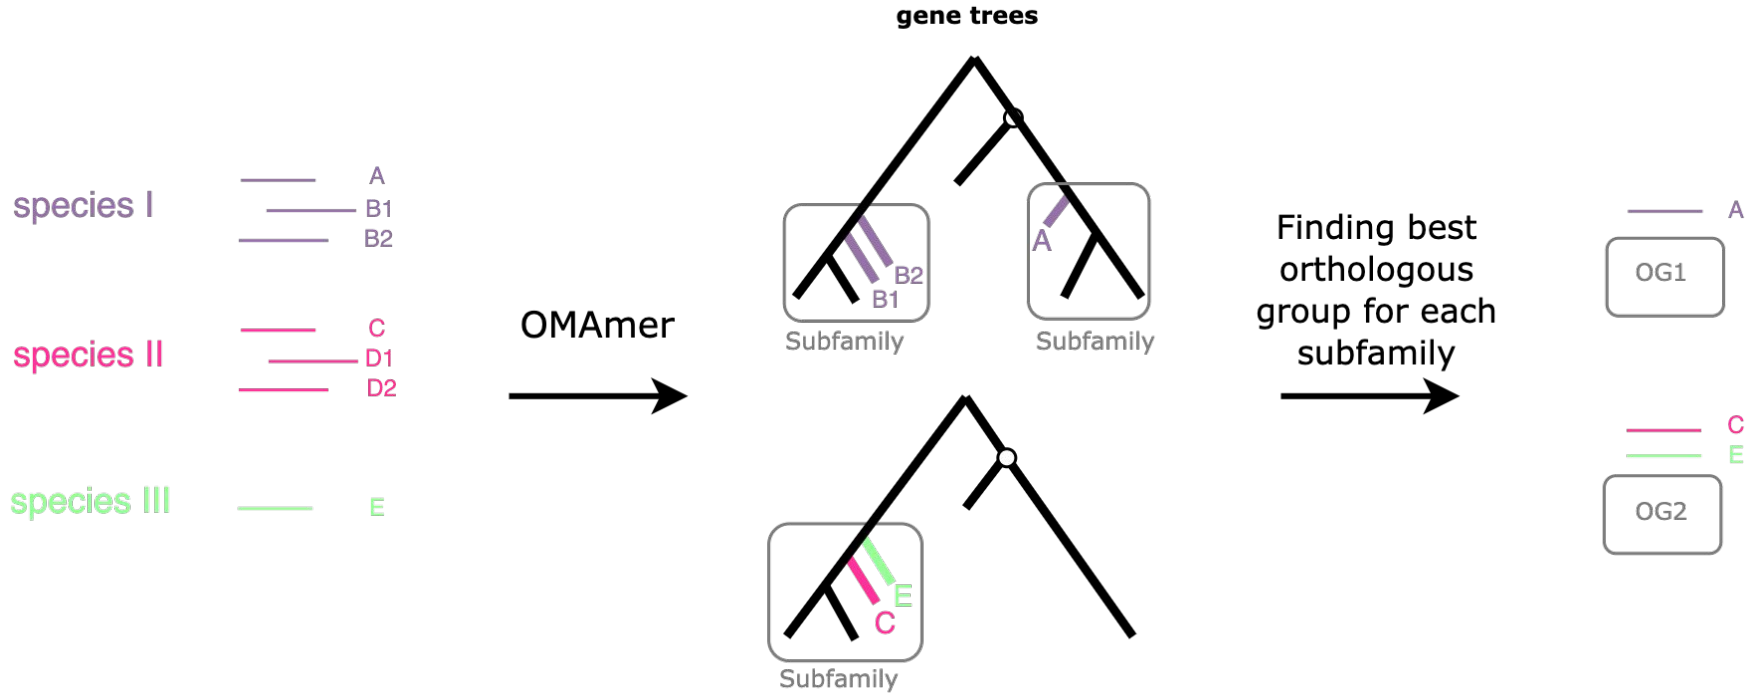 gene trees
species I
A
B1
B2
species II
C
D1
D2
species III
E
OMAmer
B2
B1
Subfamily
A
Subfamily
E
C
Subfamily
Finding best
orthologous
group for each
subfamily
A
OG1
C
E
OG2